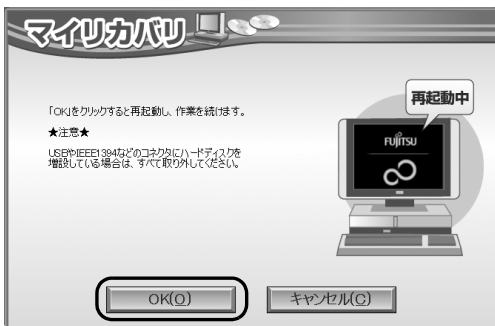 マイリカバリ
「OK」をクリックすると再起動し、作業を続けます。
★注意★
USBやIEEE1394などのコネクタにハードディスクを
増設している場合は、すべて取り外してください。
再起動中
FUJITSU
OK(O)
キャンセル(C)